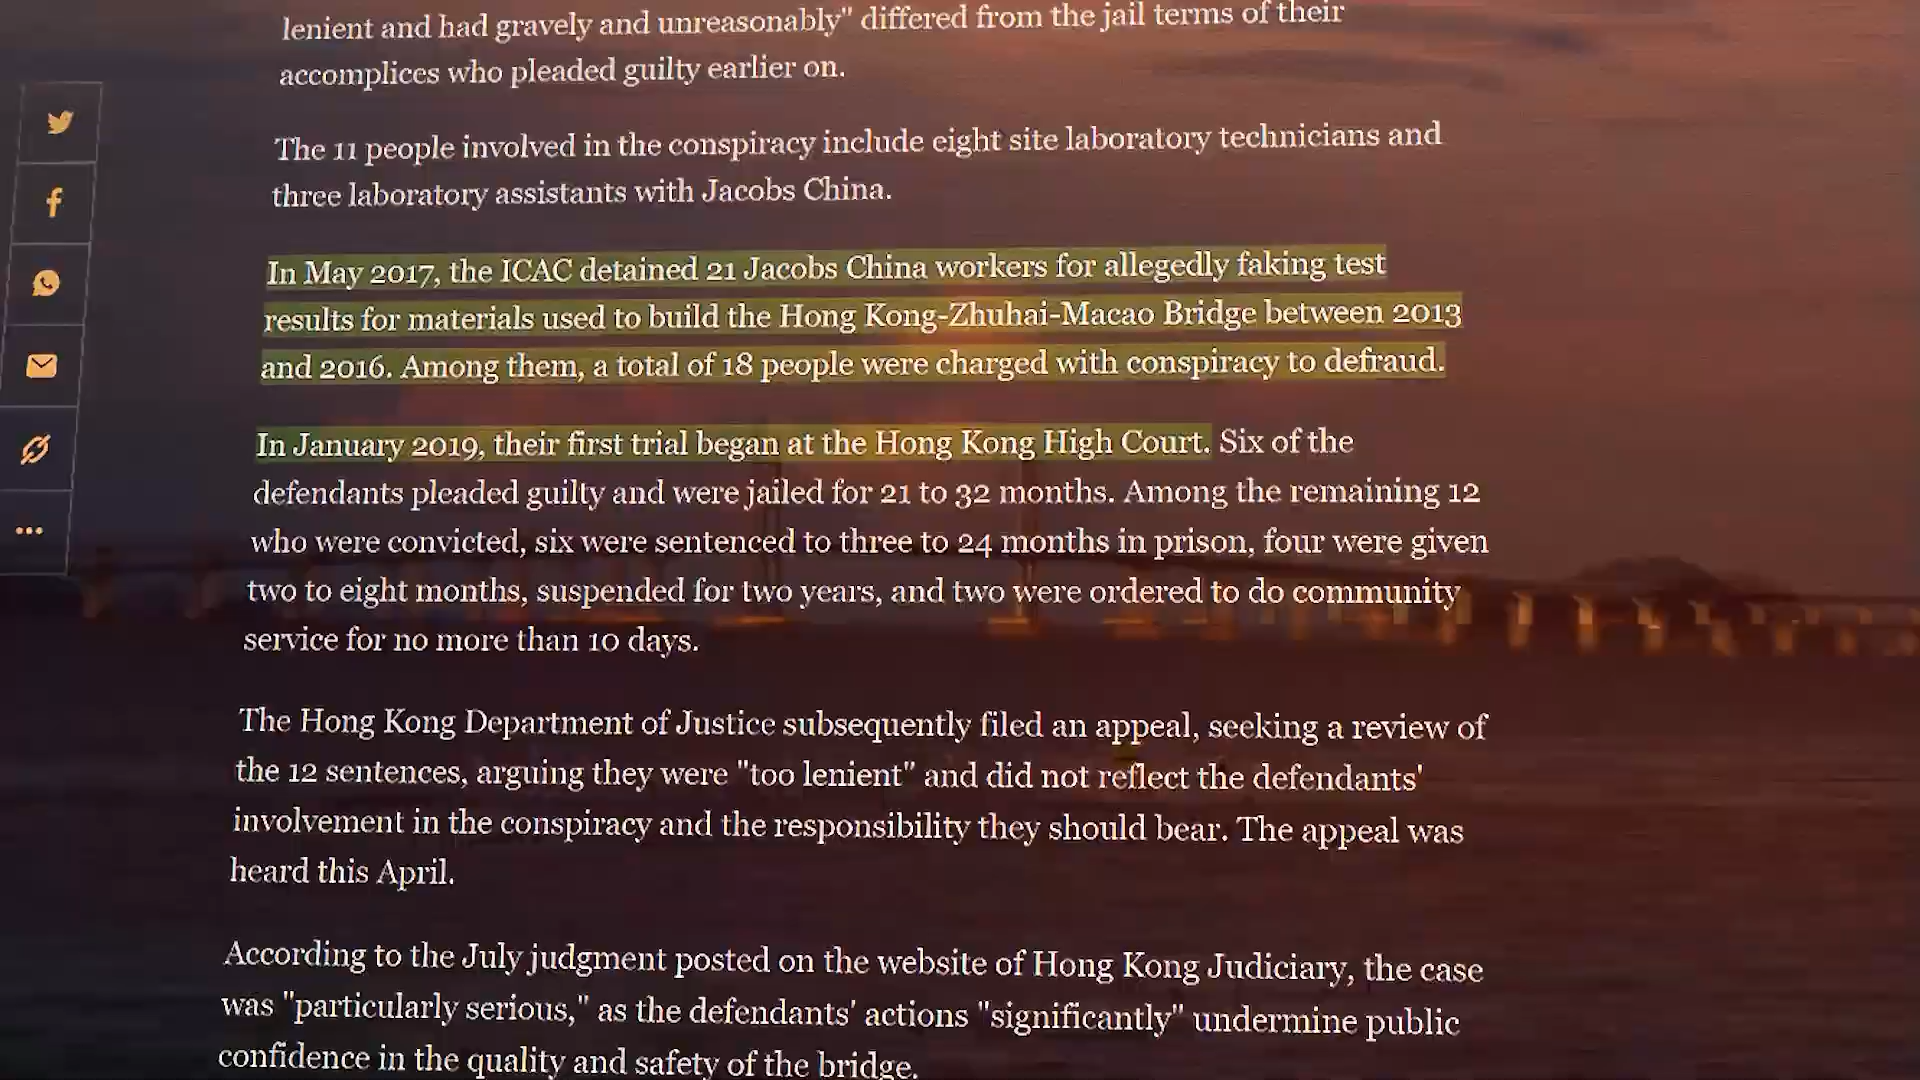 lenient and had gravely and unreasonably" differed from the jail terms of their
accomplices who pleaded guilty earlier on.
The 11 people involved in the conspiracy include eight site laboratory technicians and
three laboratory assistants with Jacobs China.
In May 2017, the ICAC detained 21 Jacobs China workers for allegedly faking test
results for materials used to build the Hong Kong-Zhuhai-Macao Bridge between 2013
and 2016. Among them, a total of 18 people were charged with conspiracy to defraud.
In January 2019, their first trial began at the Hong Kong High Court. Six of the
defendants pleaded guilty and were jailed for 21 to 32 months. Among the remaining 12
who were convicted, six were sentenced to three to 24 months in prison, four were given
two to eight months, suspended for two years, and two were ordered to do community
service for no more than 10 days.
The Hong Kong Department of Justice subsequently filed an appeal, seeking a review of
the 12 sentences, arguing they were "too lenient" and did not reflect the defendants'
involvement in the conspiracy and the responsibility they should bear. The appeal was
heard this April.
According to the July judgment posted on the website of Hong Kong Judiciary, the case
was "particularly serious," as the defendants' actions "significantly" undermine public
confidence in the quality and safety of the bridge.